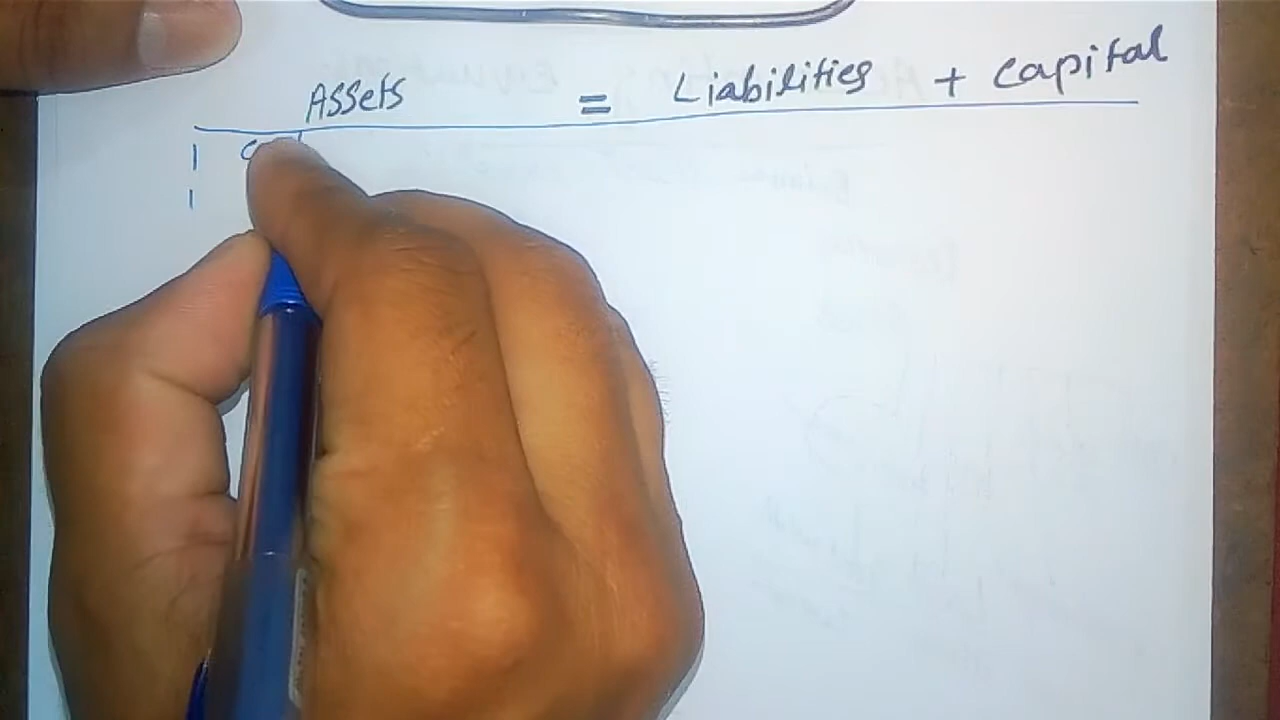 Assets = Liabilities + capital